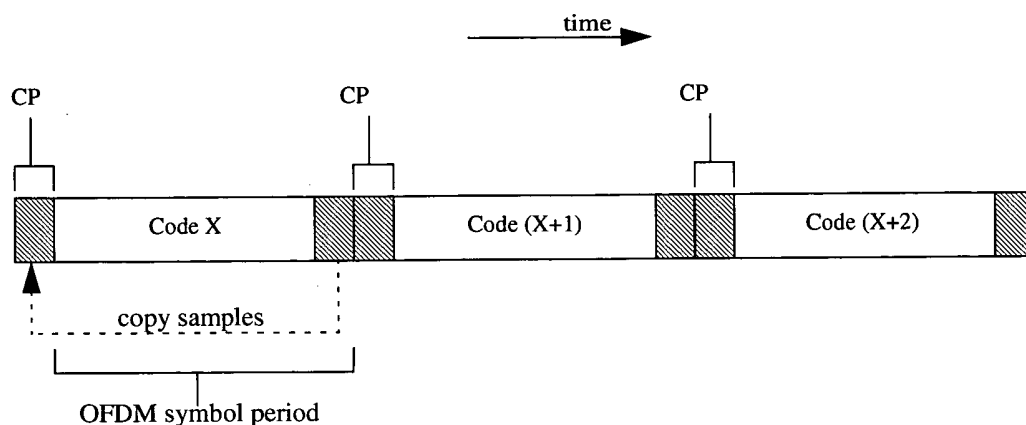 time
CP
CP
CP
Code X
Code (X+1)
Code (X+2)
copy samples
OFDM symbol period